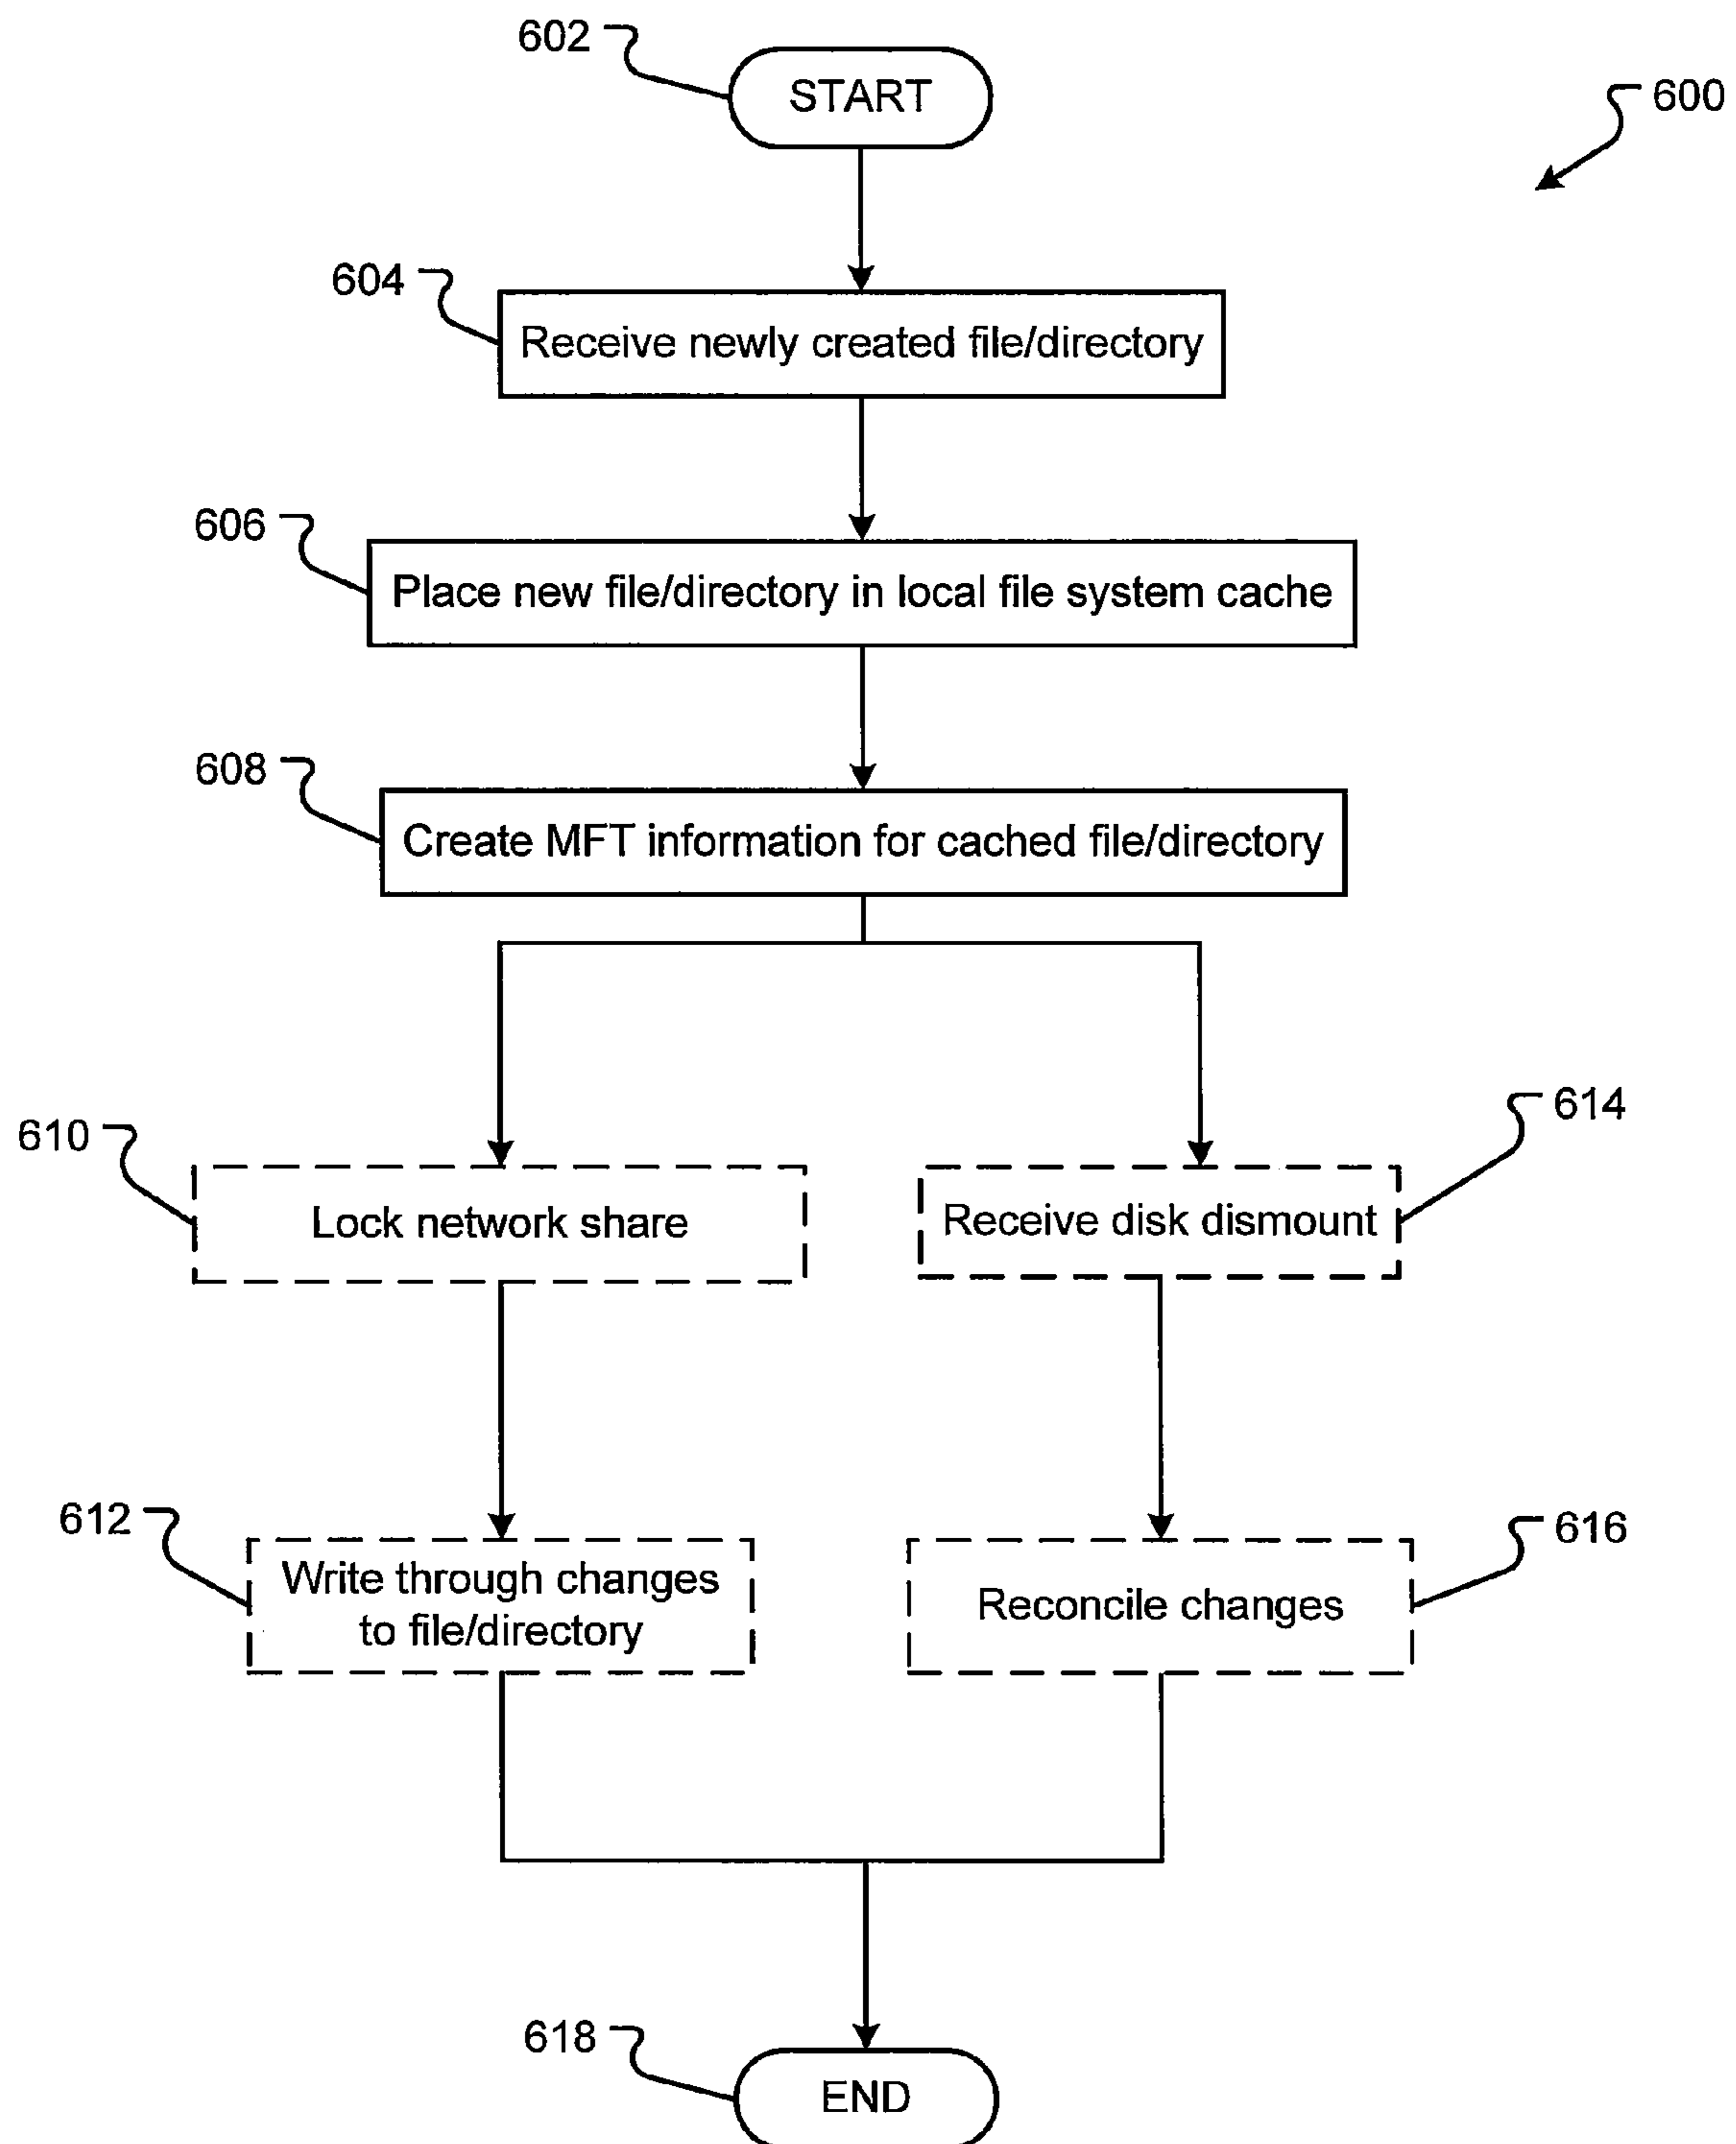 602
START
600
604
Receive newly created file/directory
606
Place new file/directory in local file system cache
608
Create MFT information for cached file/directory
610
Lock network share
614
Receive disk dismount
612
Write through changes
to file/directory
616
Reconcile changes
618
END